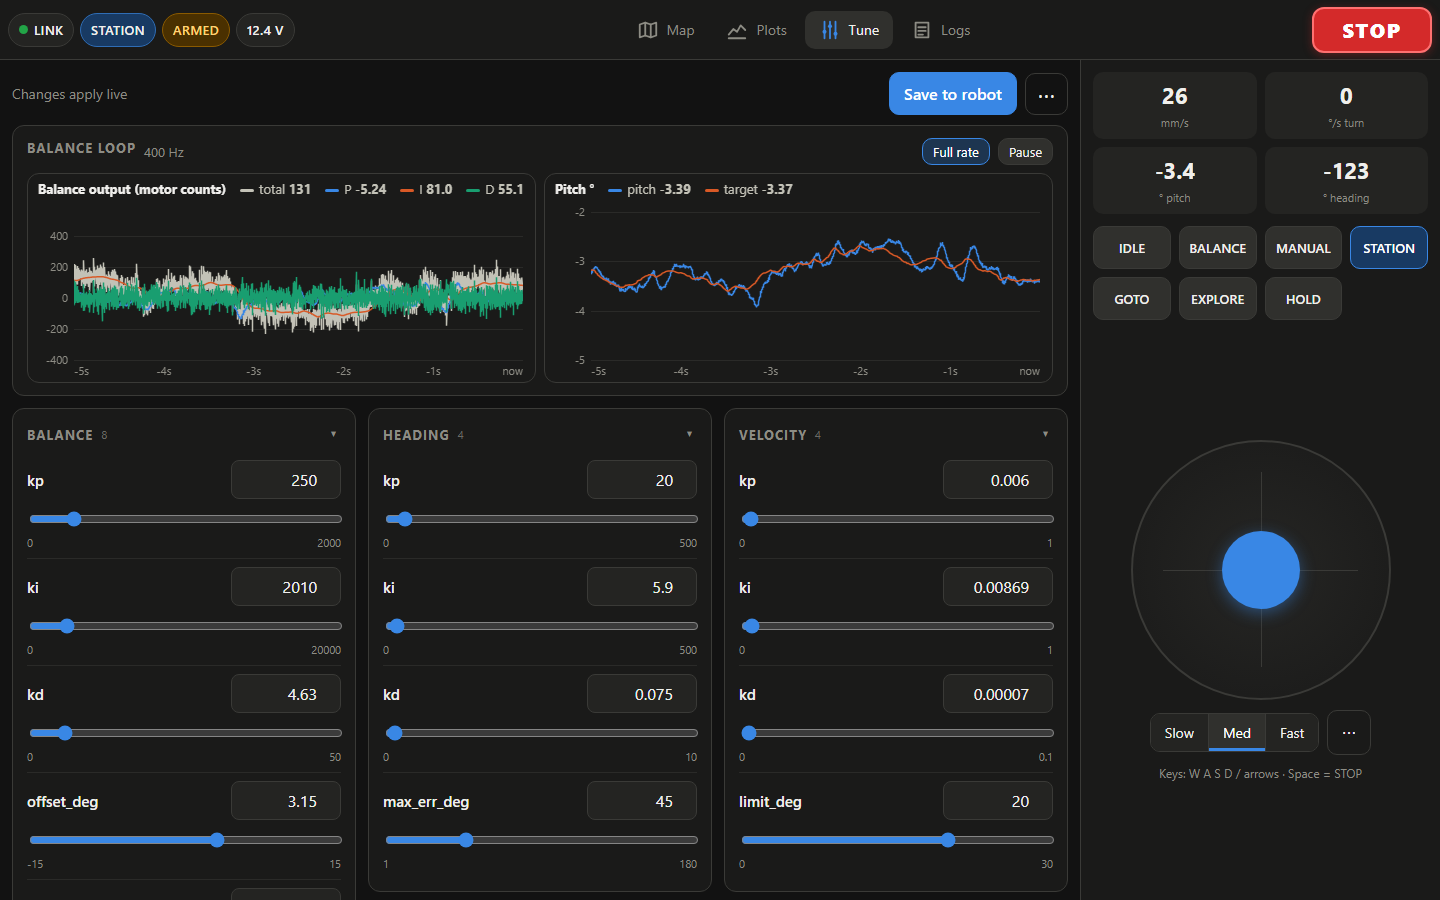 LINK STATION ARMED 12.4 V Map Plots Tune Logs STOP
Changes apply live Save to robot ...
BALANCE LOOP 400 Hz Full rate Pause
Balance output (motor counts) total 131 P -5.24 I 81.0 D 55.1
400
200
0
-200
-400
-5s -4s -3s -2s -1s now
Pitch ° pitch -3.39 target -3.37
-2
-3
-4
-5
-5s -4s -3s -2s -1s now
BALANCE 8
kp 250
0 2000
ki 2010
0 20000
kd 4.63
0 50
offset_deg 3.15
-15 15
HEADING 4
kp 20
0 500
ki 5.9
0 500
kd 0.075
0 10
max_err_deg 45
1 180
VELOCITY 4
kp 0.006
0 1
ki 0.00869
0 1
kd 0.00007
0 0.1
limit_deg 20
0 30
26 0
mm/s °/s turn
-3.4 -123
° pitch ° heading
IDLE BALANCE MANUAL STATION
GOTO EXPLORE HOLD
Slow Med Fast ...
Keys: W A S D / arrows · Space = STOP